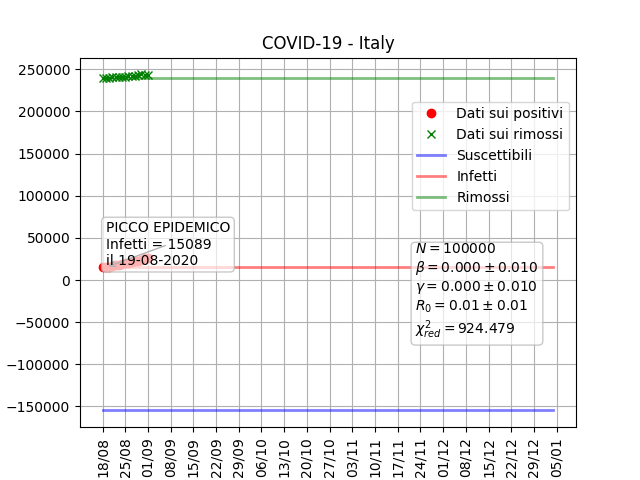 COVID-19 - Italy
250000
200000
150000
100000
50000
0
−50000
−100000
−150000
Dati sui positivi
Dati sui rimossi
Suscettibili
Infetti
Rimossi
PICCO EPIDEMICO
Infetti = 15089
il 19-08-2020
N = 100000
β = 0.000 ± 0.010
γ = 0.000 ± 0.010
R₀ = 0.01 ± 0.01
χ²red = 924.479
18/08
25/08
01/09
08/09
15/09
22/09
29/09
06/10
13/10
20/10
27/10
03/11
10/11
17/11
24/11
01/12
08/12
15/12
22/12
29/12
05/01